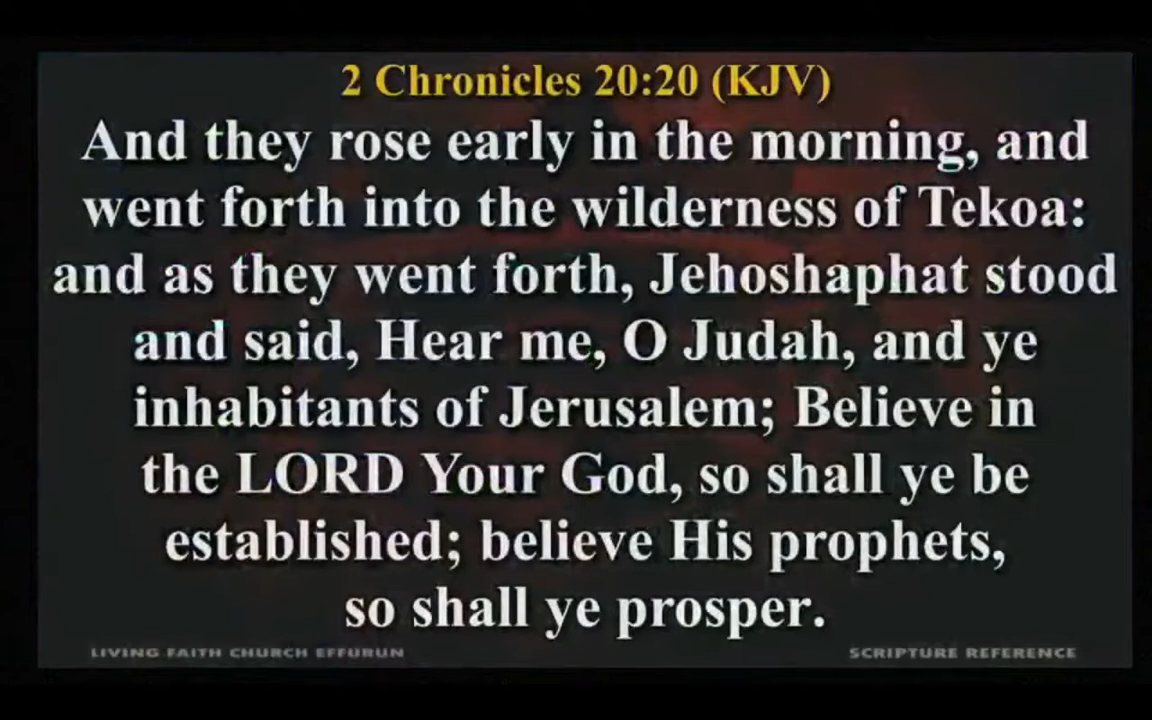 2 Chronicles 20:20 (KJV)
And they rose early in the morning, and
went forth into the wilderness of Tekoa:
and as they went forth, Jehoshaphat stood
and said, Hear me, O Judah, and ye
inhabitants of Jerusalem; Believe in
the LORD Your God, so shall ye be
established; believe His prophets,
so shall ye prosper.
LIVING FAITH CHURCH EFFURUN
SCRIPTURE REFERENCE